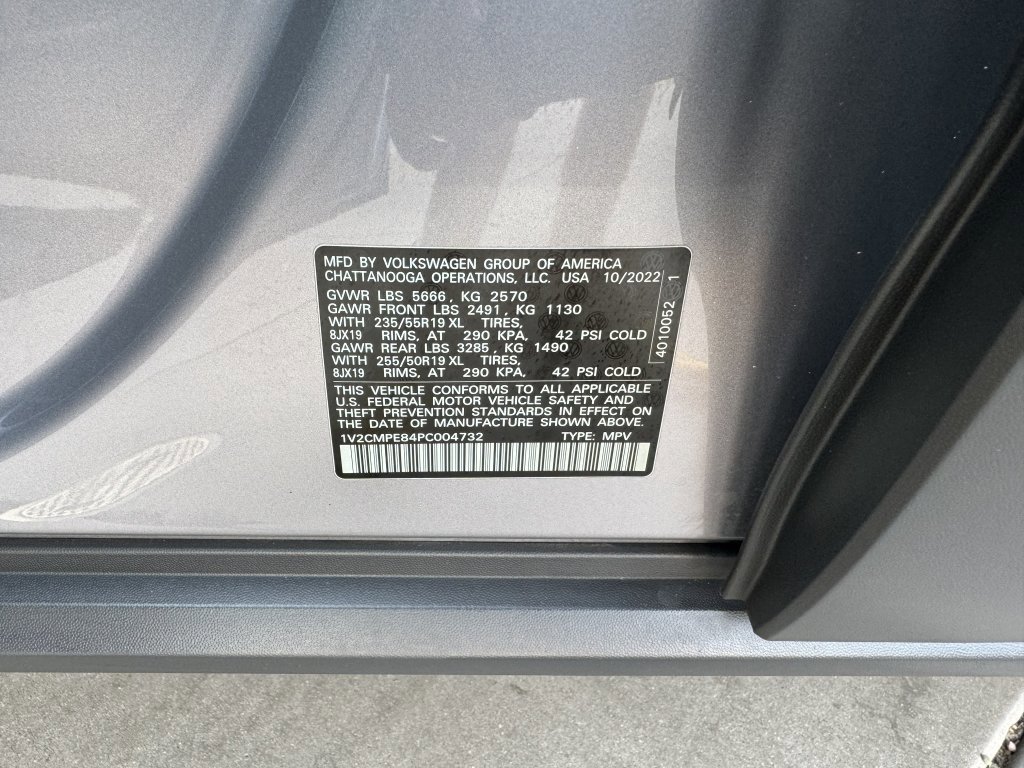 MFD BY VOLKSWAGEN GROUP OF AMERICA
CHATTANOOGA OPERATIONS, LLC. USA 10/2022
GVWR LBS 5666, KG 2570
GAWR FRONT LBS 2491, KG 1130
WITH 235/55R19 XL TIRES,
8JX19 RIMS, AT 290 KPA, 42 PSI COLD
GAWR REAR LBS 3285, KG 1490
WITH 255/50R19 XL TIRES,
8JX19 RIMS, AT 290 KPA, 42 PSI COLD
THIS VEHICLE CONFORMS TO ALL APPLICABLE
U.S. FEDERAL MOTOR VEHICLE SAFETY AND
THEFT PREVENTION STANDARDS IN EFFECT ON
THE DATE OF MANUFACTURE SHOWN ABOVE.
1V2CMPE84PC004732 TYPE: MPV
4010052